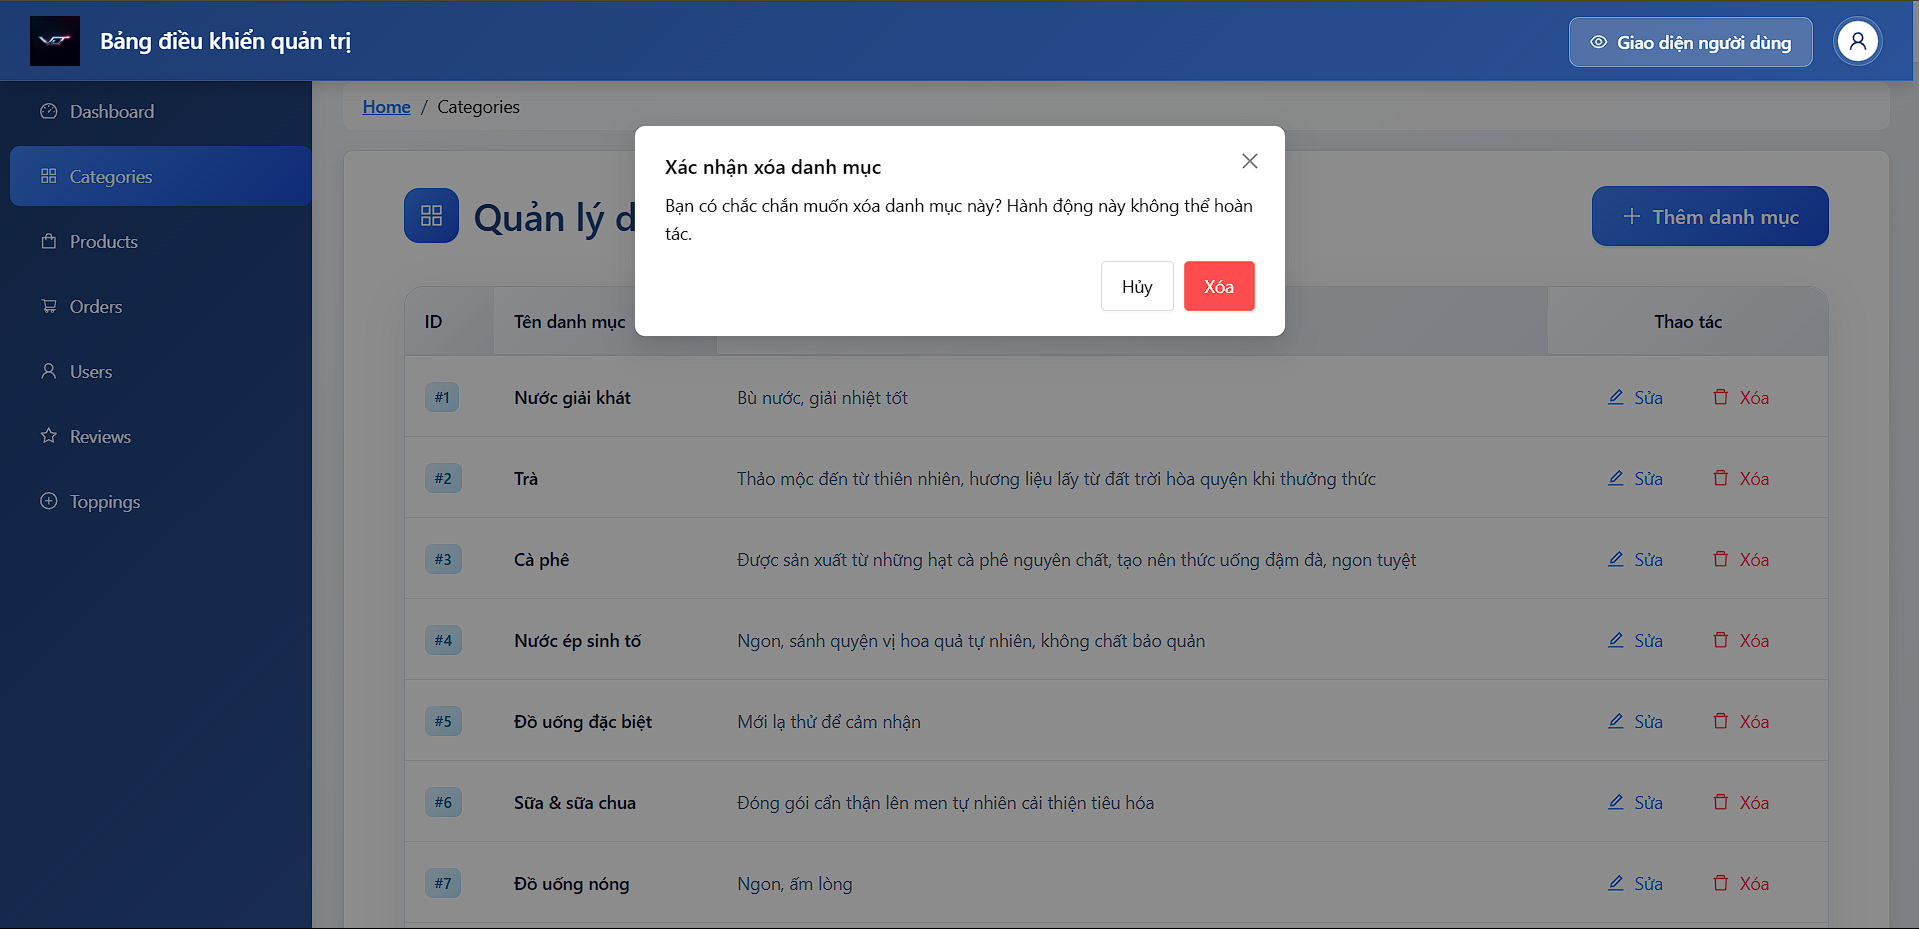 Bảng điều khiển quản trị
Giao diện người dùng
Dashboard
Categories
Products
Orders
Users
Reviews
Toppings
Home / Categories
Quản lý d
Thêm danh mục
Xác nhận xóa danh mục
Bạn có chắc chắn muốn xóa danh mục này? Hành động này không thể hoàn
tác.
Hủy Xóa
ID Tên danh mục Thao tác
#1 Nước giải khát Bù nước, giải nhiệt tốt Sửa Xóa
#2 Trà Thảo mộc đến từ thiên nhiên, hương liệu lấy từ đất trời hòa quyện khi thưởng thức Sửa Xóa
#3 Cà phê Được sản xuất từ những hạt cà phê nguyên chất, tạo nên thức uống đậm đà, ngon tuyệt Sửa Xóa
#4 Nước ép sinh tố Ngon, sánh quyện vị hoa quả tự nhiên, không chất bảo quản Sửa Xóa
#5 Đồ uống đặc biệt Mới lạ thử để cảm nhận Sửa Xóa
#6 Sữa & sữa chua Đóng gói cẩn thận lên men tự nhiên cải thiện tiêu hóa Sửa Xóa
#7 Đồ uống nóng Ngon, ấm lòng Sửa Xóa